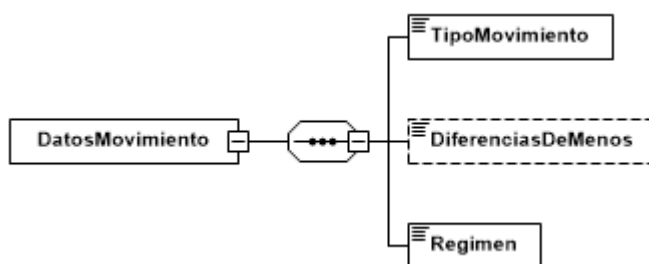 TipoMovimiento
DatosMovimiento
DiferenciasDeMenos
Regimen